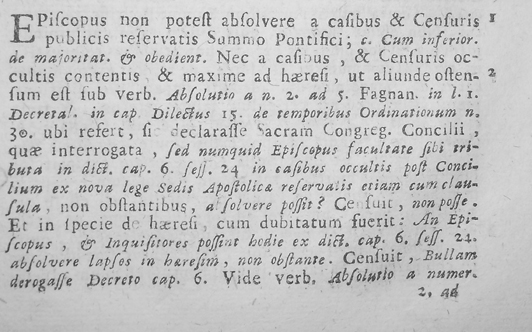 EPiscopus non potest absolvere a casibus & Censuris 1
publicis reservatis Summo Pontifici; c. Cum inferior.
de majoritat. & obedient. Nec a casibus, & Censuris oc-
cultis contentis, & maxime ad hæresi, ut aliunde osten- 2
sum est sub verb. Absolutio a n. 2. ad 5. Fagnan. in l. 1.
Decretal. in cap. Dilectus 15. de temporibus Ordinationum n.
30. ubi refert, si declarasse Sacram Congreg. Concilii,
quæ interrogata, sed numquid Episcopus facultate sibi tri-
buta in dict. cap. 6. sess. 24 in casibus occultis post Conci-
lium ex nova lege Sedis Apostolicæ reservatis etiam cum clau-
sula, non obstantibus, absolvere possit? Censuit, non posse.
Et in specie de hæresi, cum dubitatum fuerit: An Epi-
scopus, & Inquisitores possint hodie ex dict. cap. 6. sess. 24.
absolvere lapsos in hæresim, non obstante. Censuit, Bullam
derogasse Decreto cap. 6. Vide verb. Absolutio a numer.
2. ad